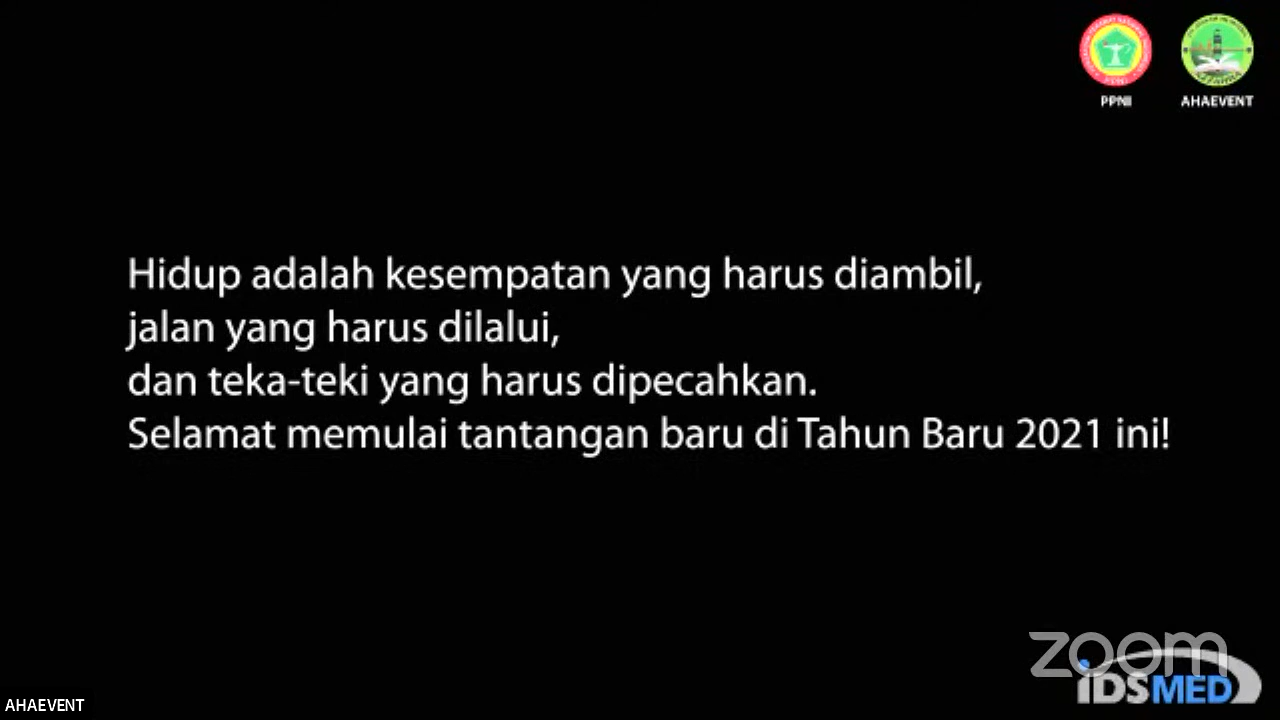 PPNI
AHAEVENT
Hidup adalah kesempatan yang harus diambil,
jalan yang harus dilalui,
dan teka-teki yang harus dipecahkan.
Selamat memulai tantangan baru di Tahun Baru 2021 ini!
zoom
iDSMED
AHAEVENT